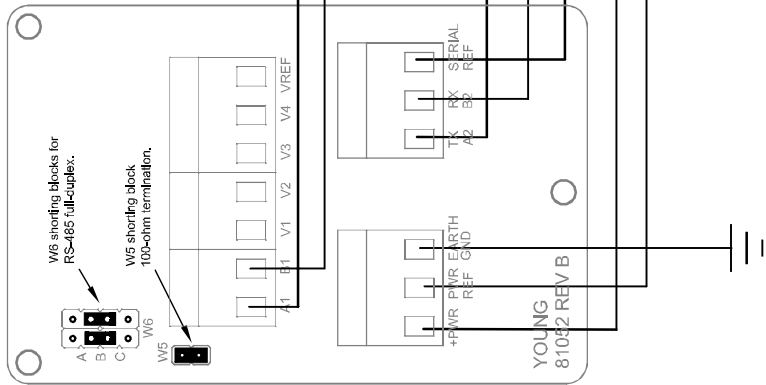 W6 shorting blocks for
RS-485 full-duplex.
W5 shorting block
100-ohm termination.
A
B
C
W6
W5
VREF
V4
V3
V2
V1
B1
A1
SERIAL
REF
RX
B2
TX
A2
EARTH
GND
PWR
REF
+PWR
YOUNG
81052 REV B